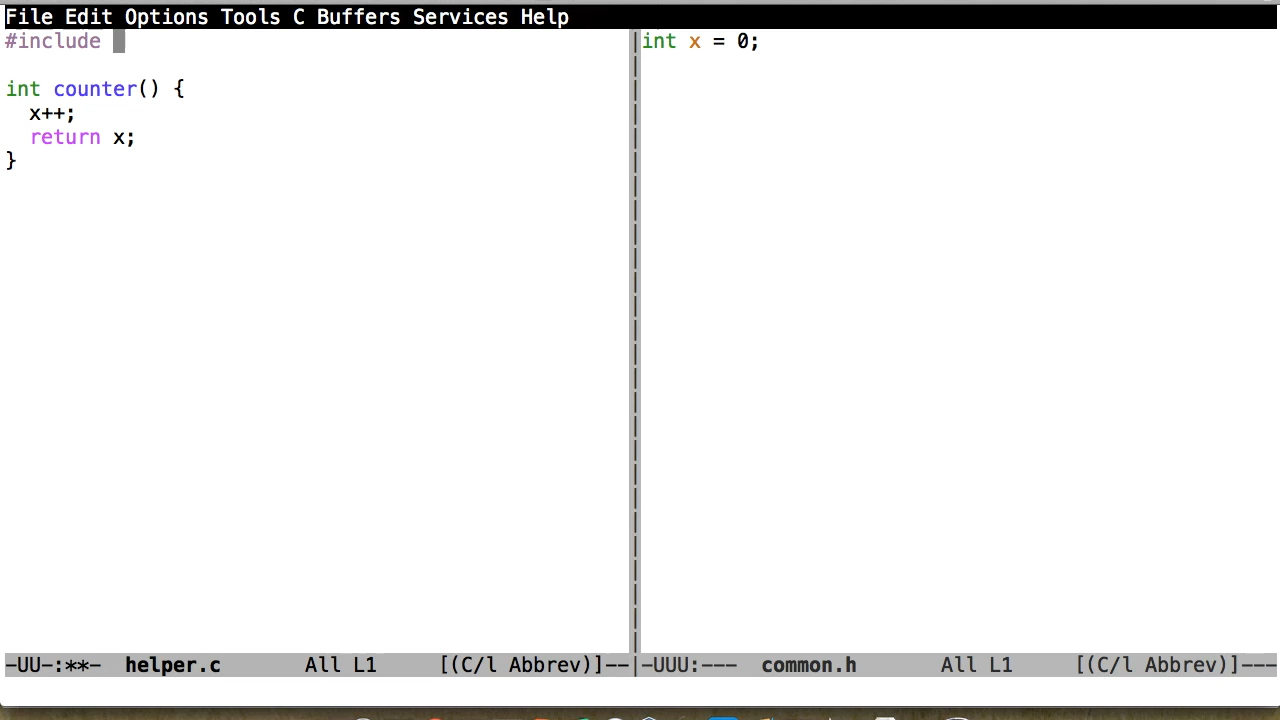 File Edit Options Tools C Buffers Services Help
#include
int counter() {
x++;
return x;
}
int x = 0;
-UU-:**- helper.c All L1 [(C/l Abbrev)]--
-UUU:--- common.h All L1 [(C/l Abbrev)]---